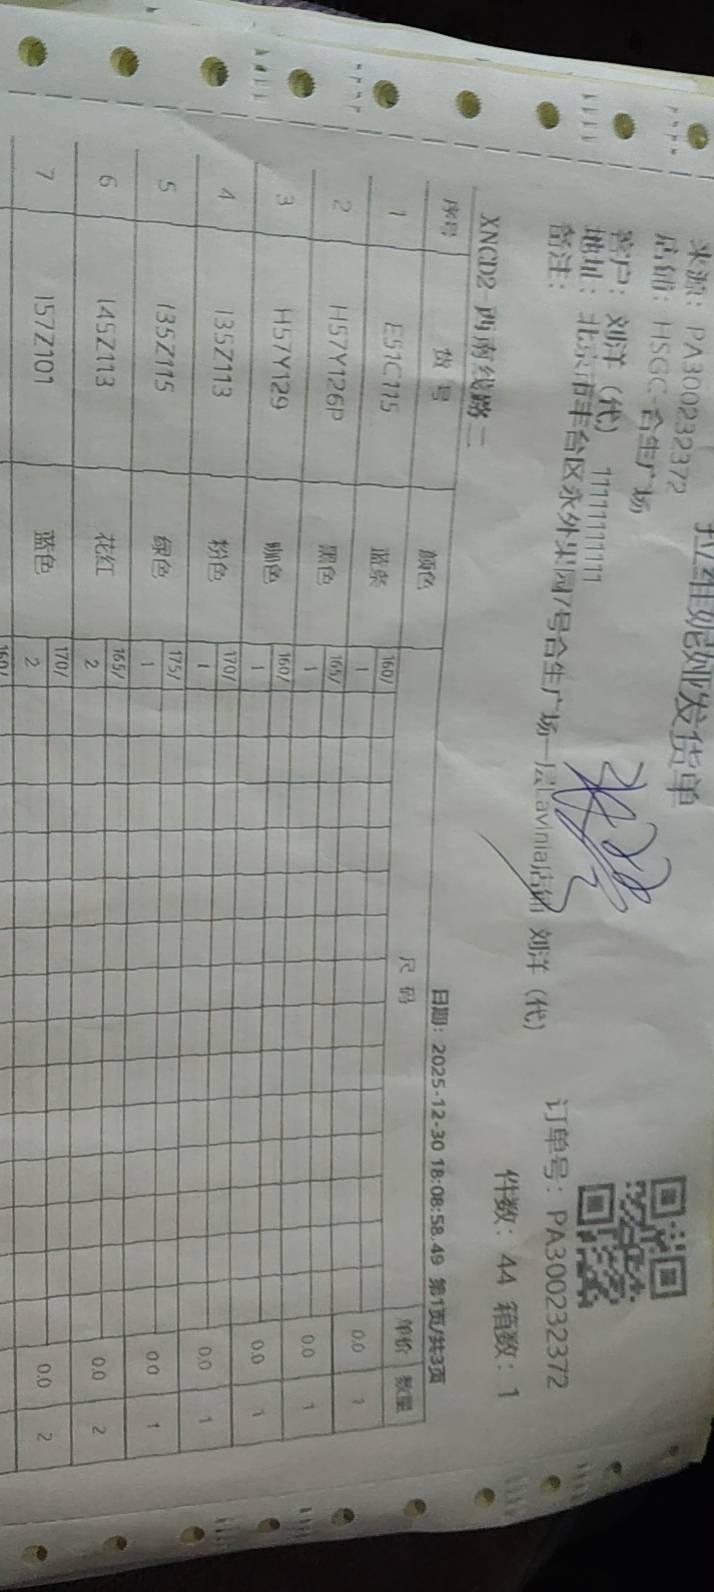 拉维妮娅发货单
来源：PA300232372
店铺：HSGC-合生广场
客户：刘洋（代） 11111111111
地址：北京市丰台区永外果园7号合生广场一层Lavinia店铺 刘洋（代）
备注：
订单号：PA300232372
件数：44 箱数：1
XNCD2-西南线路二
日期：2025-12-30 18:08:58.49 第1页/共3页
序号 货号 颜色 尺码 单价 数量
160/
1 E51C115 蓝条 1 0.0 1
165/
2 H57Y126P 黑色 1 0.0 1
160/
3 H57Y129 咖色 1 0.0 1
170/
4 135Z113 粉色 1 0.0 1
175/
5 135Z115 绿色 1 0.0 1
165/
6 145Z113 花红 2 0.0 2
170/
7 157Z101 蓝色 2 0.0 2
160/